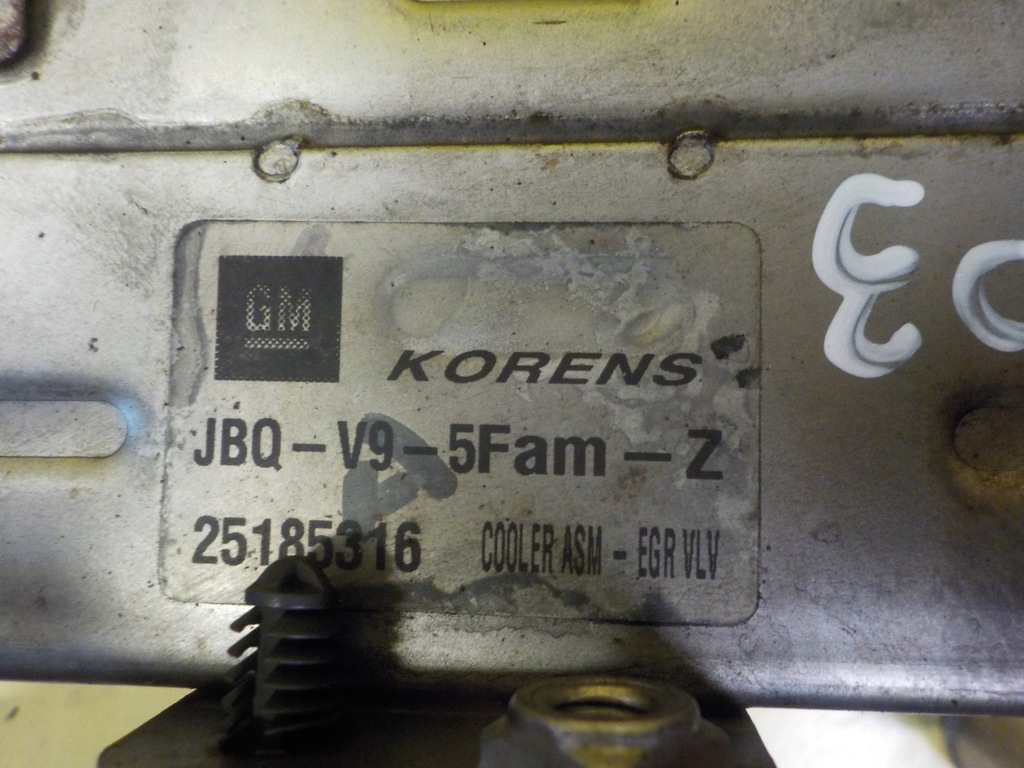 GM
KORENS
JBQ - V9 - 5Fam - Z
25185316 COOLER ASM - EGR VLV